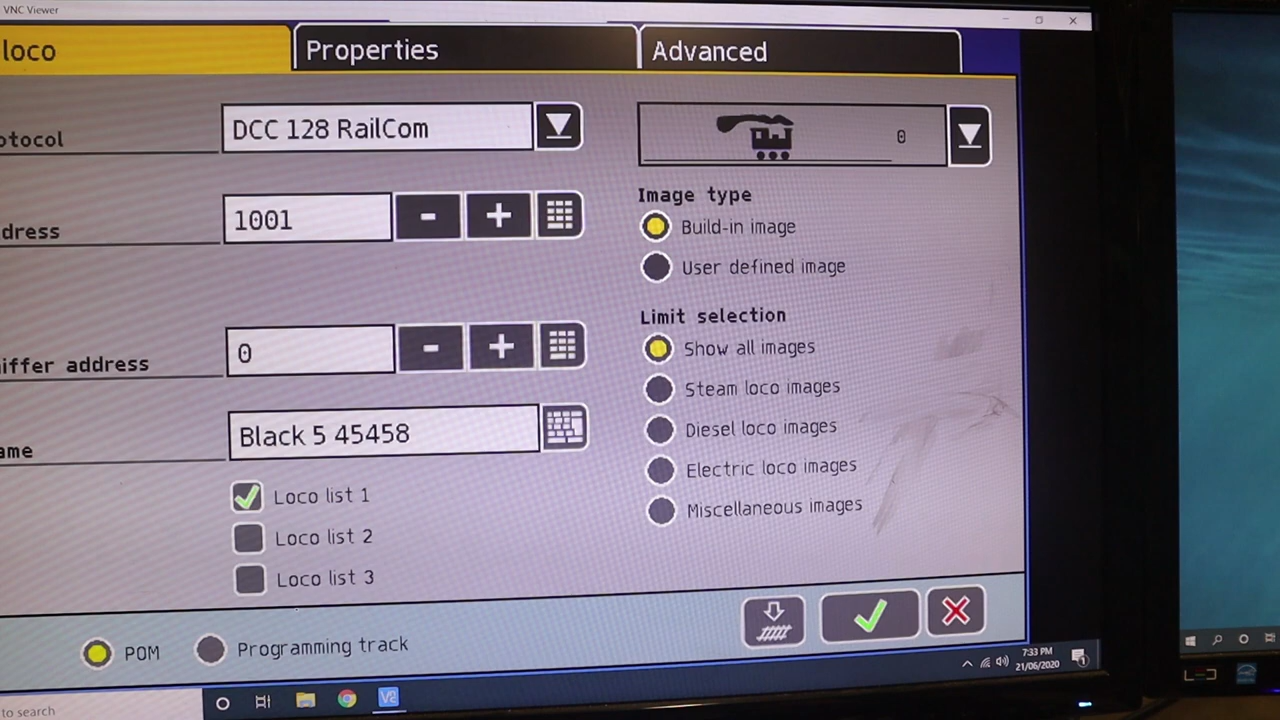 VNC Viewer
loco
Properties
Advanced
otocol
DCC 128 RailCom
0
dress
1001
-
+
Image type
Build-in image
User defined image
Limit selection
iffer address
0
-
+
Show all images
Steam loco images
Diesel loco images
Electric loco images
Miscellaneous images
ame
Black 5 45458
Loco list 1
Loco list 2
Loco list 3
POM
Programming track
7:33 PM
21/06/2020
1
to search
V2